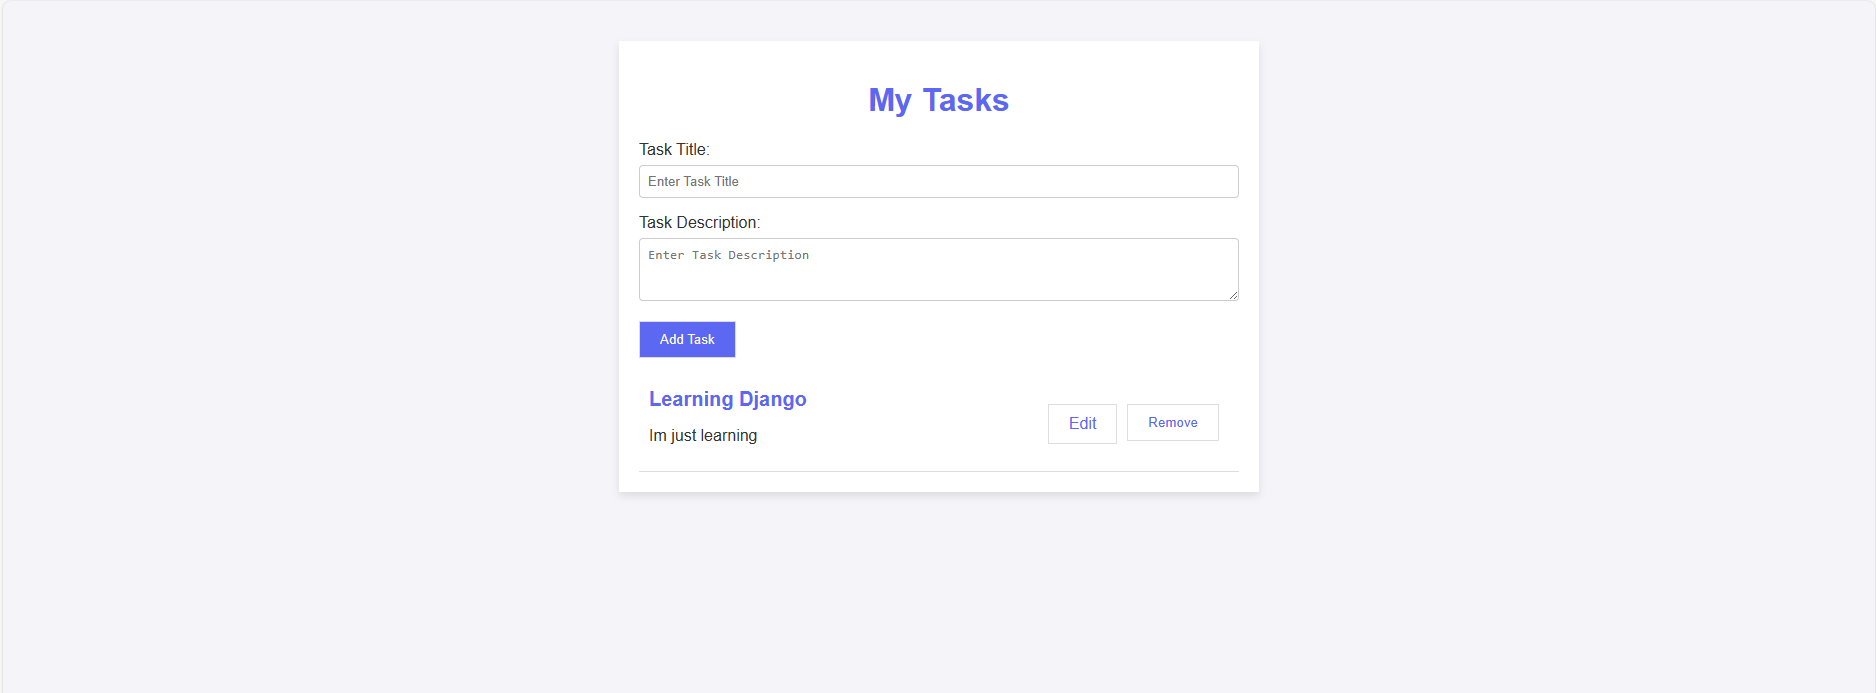 My Tasks
Task Title:
Enter Task Title
Task Description:
Enter Task Description
Add Task
Learning Django
Im just learning
Edit
Remove